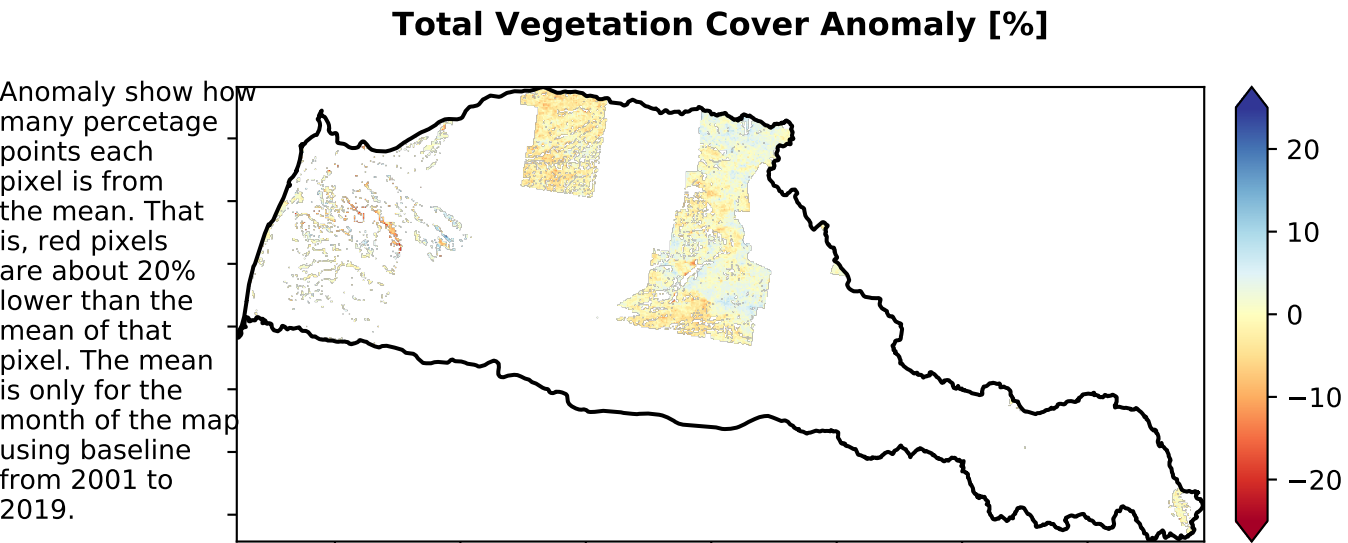 Total Vegetation Cover Anomaly [%]
Anomaly show how
many percetage
points each
pixel is from
the mean. That
is, red pixels
are about 20%
lower than the
mean of that
pixel. The mean
is only for the
month of the map
using baseline
from 2001 to
2019.
20
10
0
−10
−20